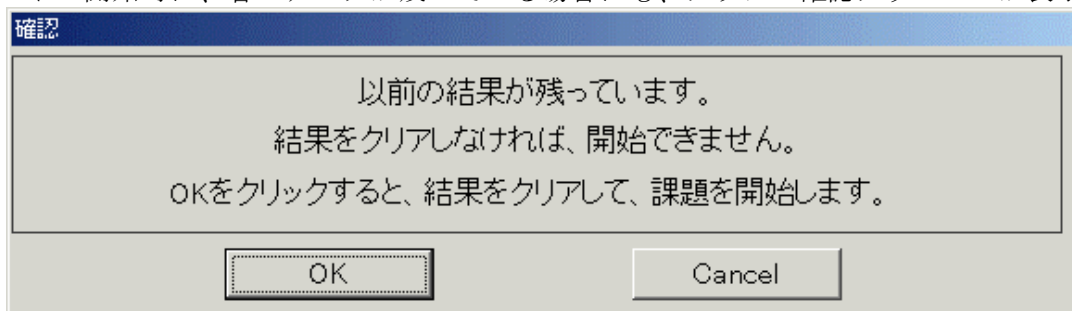 確認
以前の結果が残っています。
結果をクリアしなければ、開始できません。
OKをクリックすると、結果をクリアして、課題を開始します。
OK
Cancel